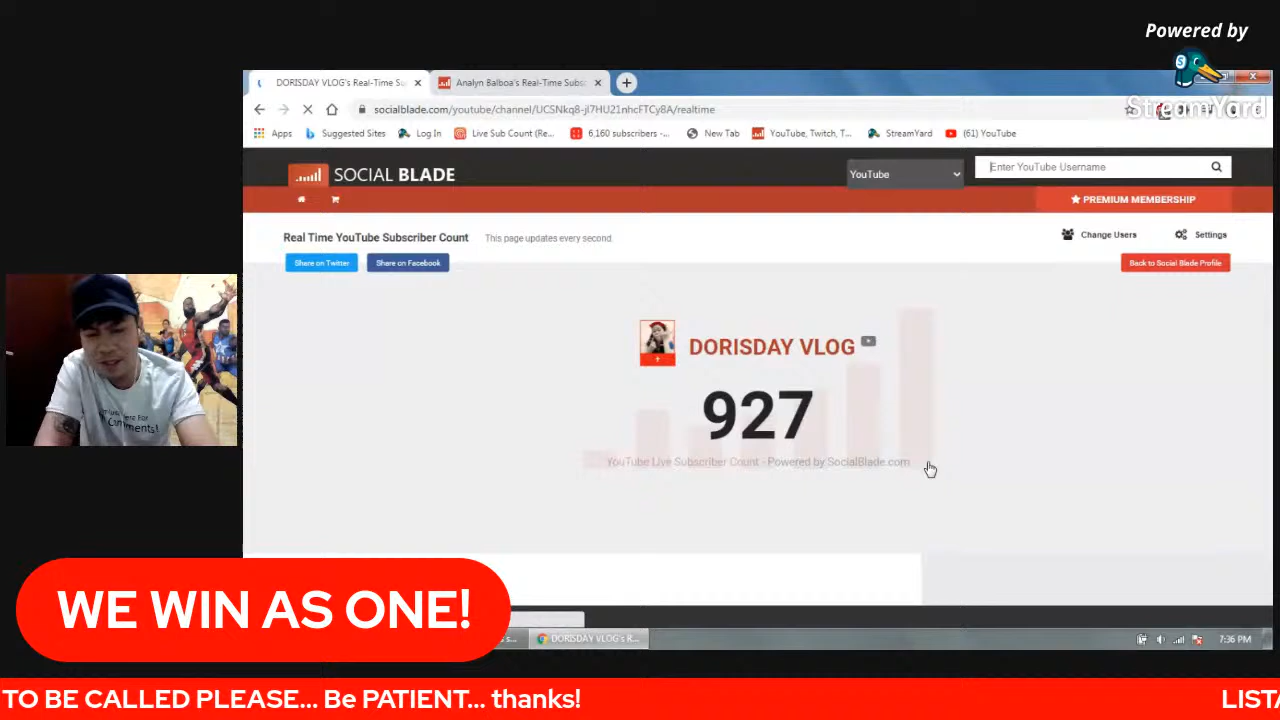 Powered by
StreamYard
DORISDAY VLOG's Real-Time Su
Analyn Balboa's Real-Time Subs
socialblade.com/youtube/channel/UCSNkq8-jl7HU21nhcFTCy8A/realtime
Apps
Suggested Sites
Log In
Live Sub Count (Re...
6,160 subscribers -...
New Tab
YouTube, Twitch, T...
StreamYard
(61) YouTube
SOCIAL BLADE
YouTube
Enter YouTube Username
PREMIUM MEMBERSHIP
Real Time YouTube Subscriber Count
This page updates every second
Change Users
Settings
Share on Twitter
Share on Facebook
Back to Social Blade Profile
DORISDAY VLOG
927
YouTube Live Subscriber Count - Powered by SocialBlade.com
Here For
Comments!
WE WIN AS ONE!
DORISDAY VLOG's R...
7:36 PM
TO BE CALLED PLEASE... Be PATIENT... thanks!
LISTA